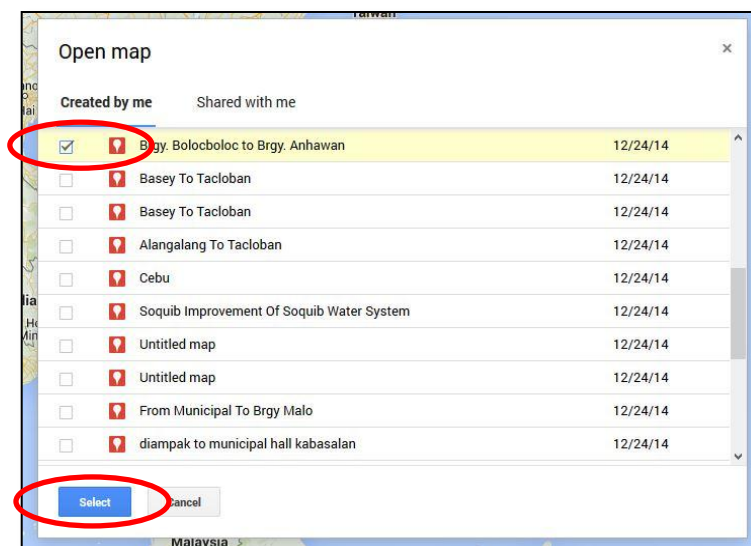 Taiwan
Open map
×
Created by me Shared with me
Brgy. Bolocboloc to Brgy. Anhawan 12/24/14
Basey To Tacloban 12/24/14
Basey To Tacloban 12/24/14
Alangalang To Tacloban 12/24/14
Cebu 12/24/14
Soquib Improvement Of Soquib Water System 12/24/14
Untitled map 12/24/14
Untitled map 12/24/14
From Municipal To Brgy Malo 12/24/14
diampak to municipal hall kabasalan 12/24/14
Select Cancel
Malaysia